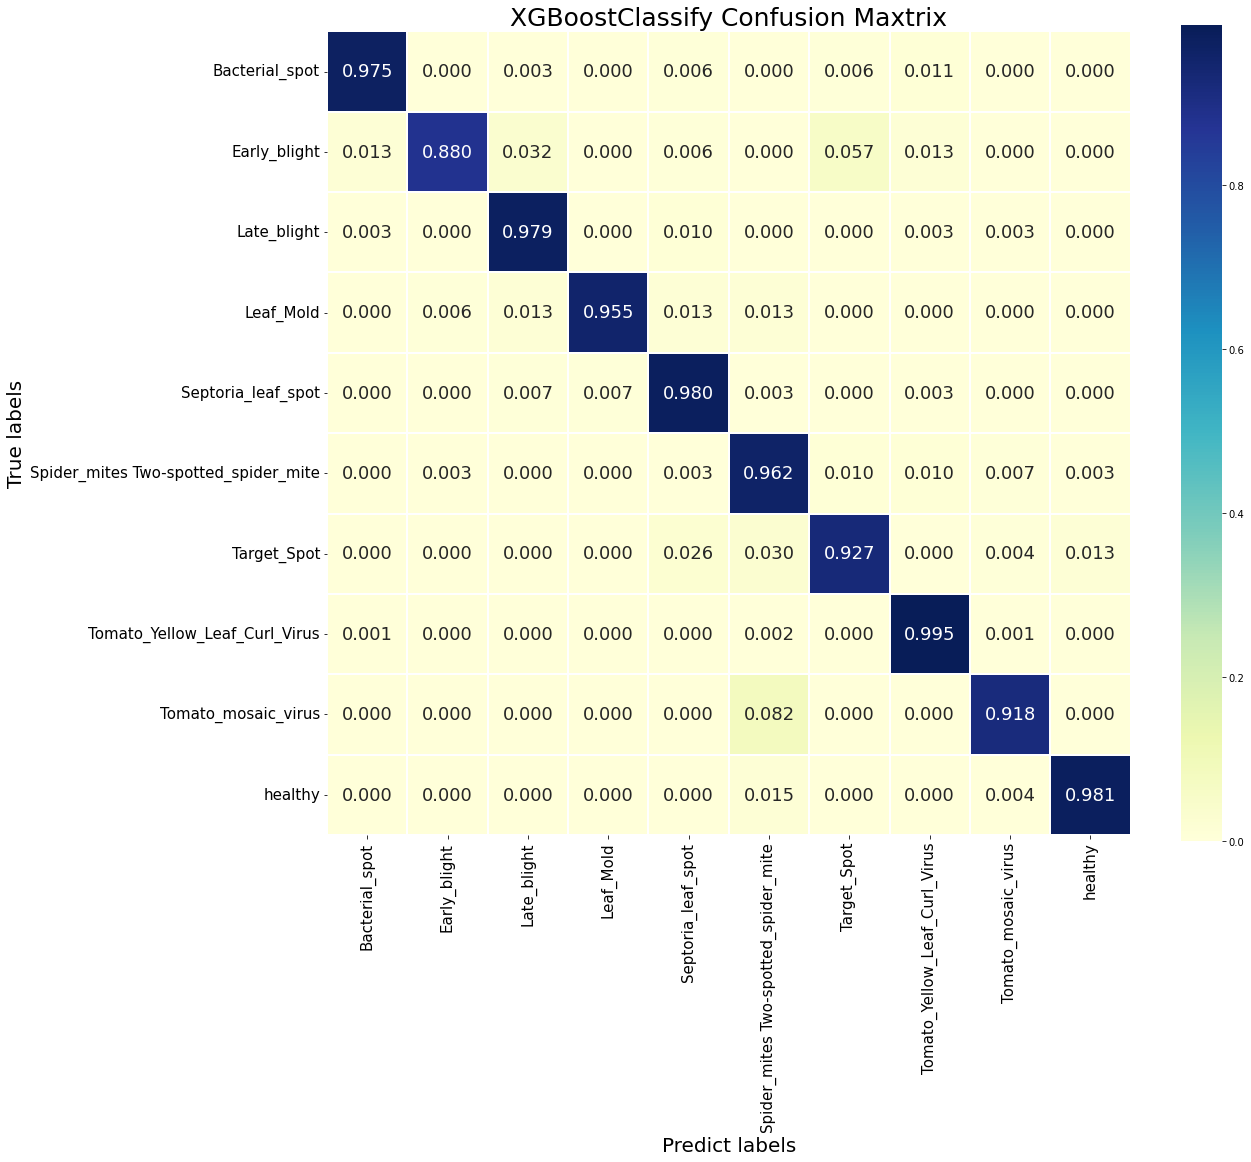 XGBoostClassify Confusion Maxtrix
True labels
Bacterial_spot 0.975 0.000 0.003 0.000 0.006 0.000 0.006 0.011 0.000 0.000
Early_blight 0.013 0.880 0.032 0.000 0.006 0.000 0.057 0.013 0.000 0.000
Late_blight 0.003 0.000 0.979 0.000 0.010 0.000 0.000 0.003 0.003 0.000
Leaf_Mold 0.000 0.006 0.013 0.955 0.013 0.013 0.000 0.000 0.000 0.000
Septoria_leaf_spot 0.000 0.000 0.007 0.007 0.980 0.003 0.000 0.003 0.000 0.000
Spider_mites Two-spotted_spider_mite 0.000 0.003 0.000 0.000 0.003 0.962 0.010 0.010 0.007 0.003
Target_Spot 0.000 0.000 0.000 0.000 0.026 0.030 0.927 0.000 0.004 0.013
Tomato_Yellow_Leaf_Curl_Virus 0.001 0.000 0.000 0.000 0.000 0.002 0.000 0.995 0.001 0.000
Tomato_mosaic_virus 0.000 0.000 0.000 0.000 0.000 0.082 0.000 0.000 0.918 0.000
healthy 0.000 0.000 0.000 0.000 0.000 0.015 0.000 0.000 0.004 0.981
Bacterial_spot
Early_blight
Late_blight
Leaf_Mold
Septoria_leaf_spot
Spider_mites Two-spotted_spider_mite
Target_Spot
Tomato_Yellow_Leaf_Curl_Virus
Tomato_mosaic_virus
healthy
Predict labels
0.8
0.6
0.4
0.2
0.0